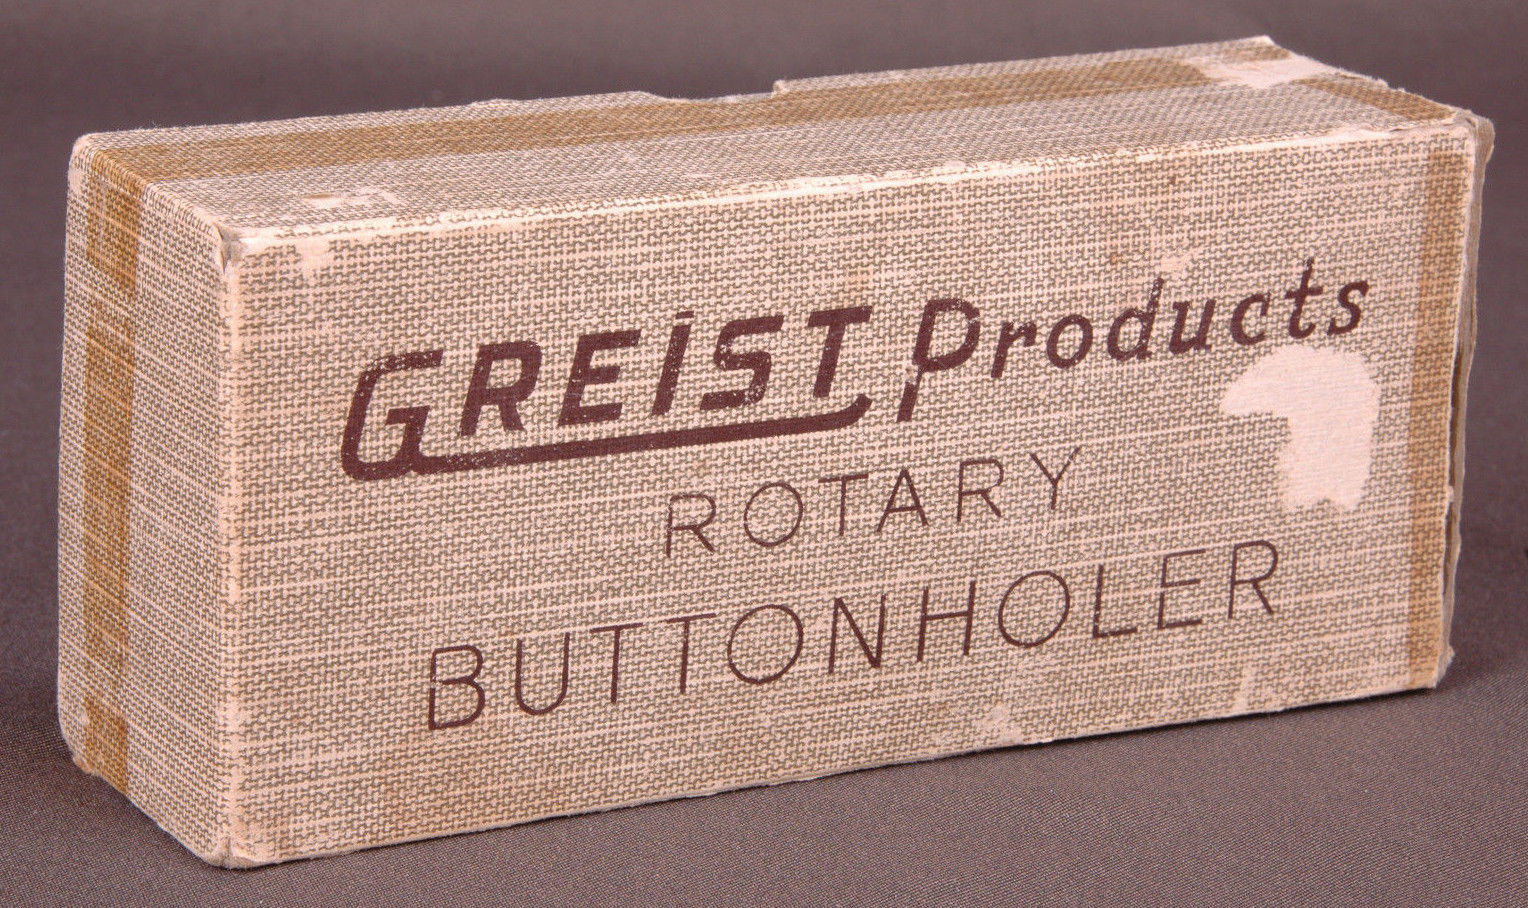 GREiST Products
ROTARY
BUTTONHOLER